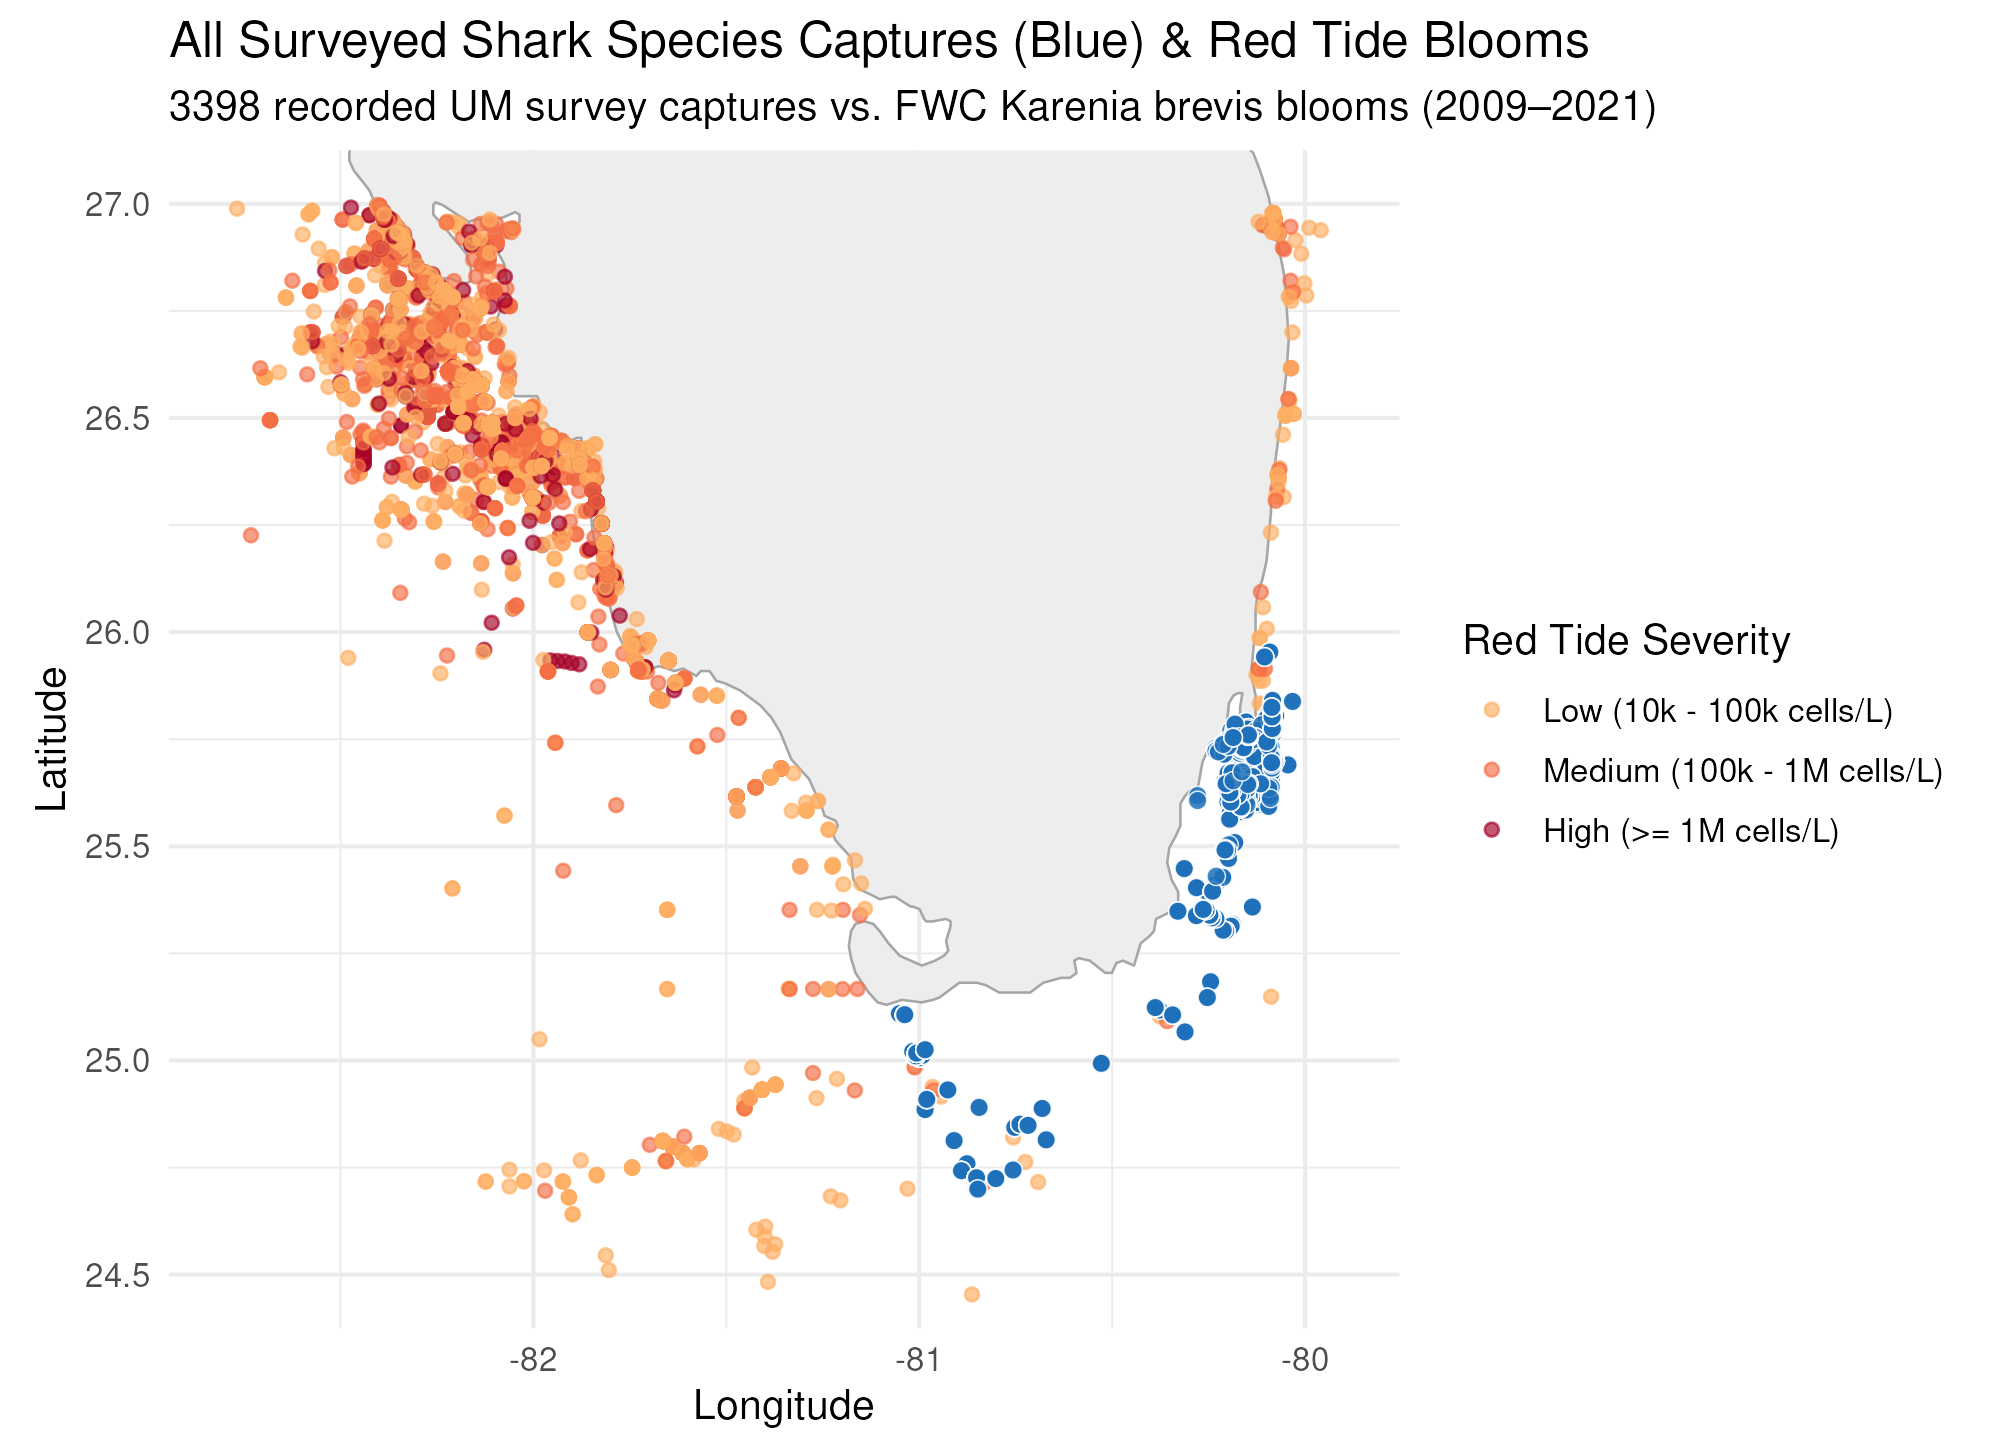 All Surveyed Shark Species Captures (Blue) & Red Tide Blooms
3398 recorded UM survey captures vs. FWC Karenia brevis blooms (2009–2021)
27.0
26.5
26.0
25.5
25.0
24.5
Latitude
-82
-81
-80
Longitude
Red Tide Severity
Low (10k - 100k cells/L)
Medium (100k - 1M cells/L)
High (>= 1M cells/L)